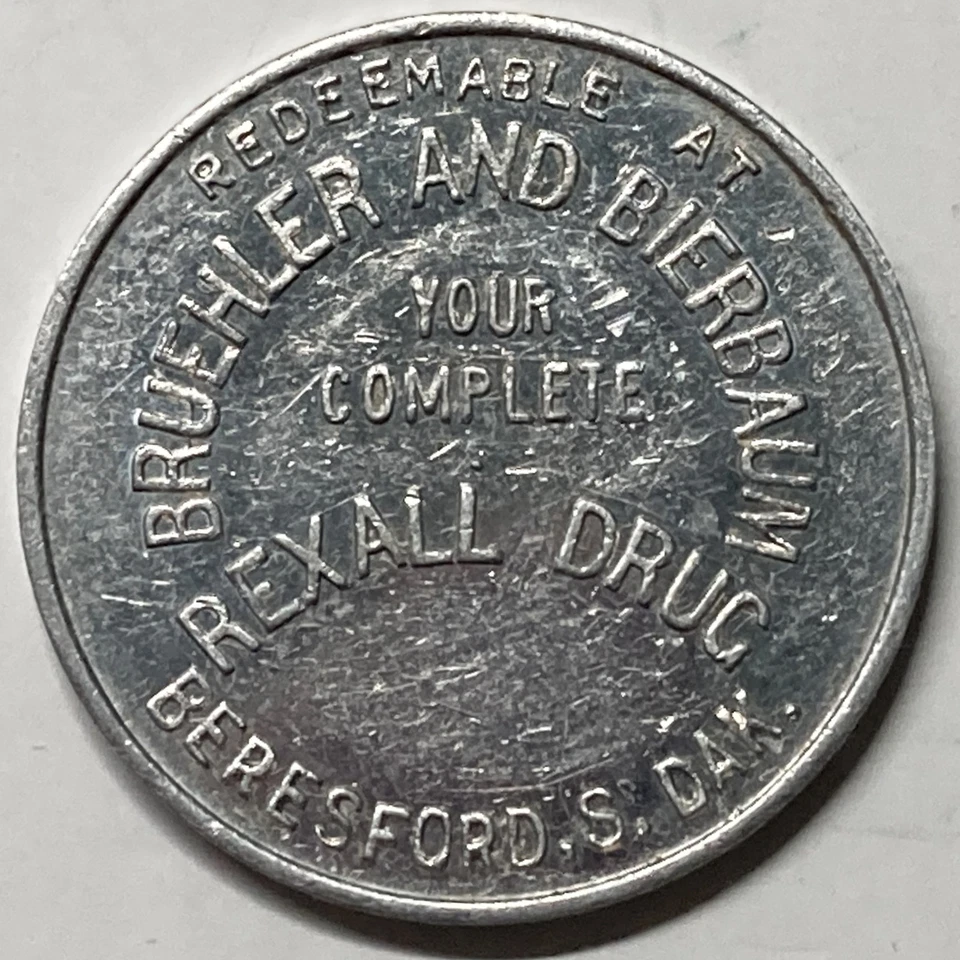 REDEEMABLE AT
BRUEHLER AND BIERBAUM
YOUR
COMPLETE
REXALL DRUG
BERESFORD, S. DAK.